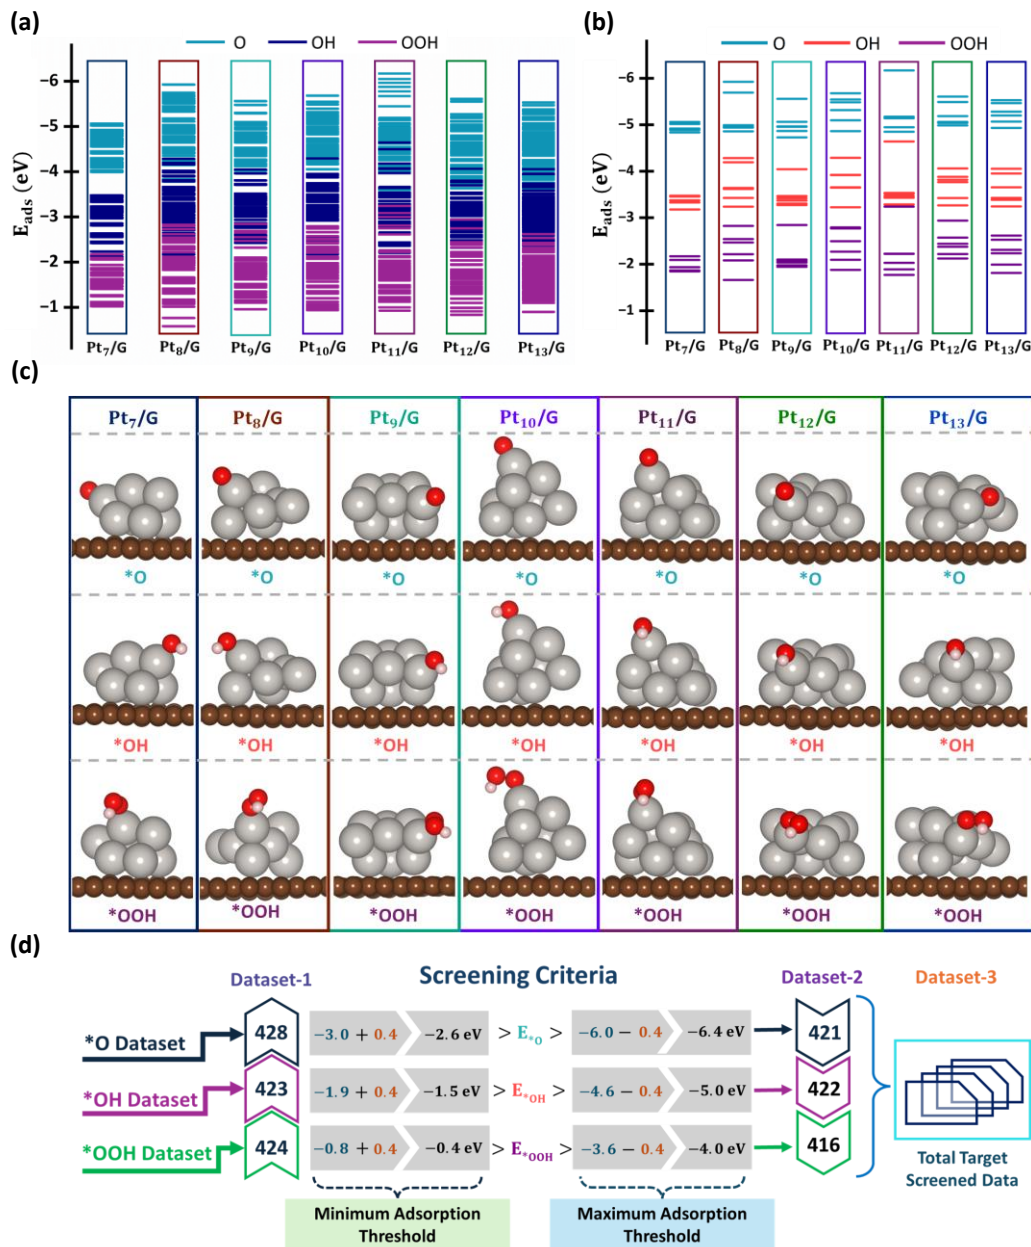 (a)
O OH OOH
E_ads (eV)
−6
−5
−4
−3
−2
−1
Pt₇/G Pt₈/G Pt₉/G Pt₁₀/G Pt₁₁/G Pt₁₂/G Pt₁₃/G
(b)
O OH OOH
E_ads (eV)
−6
−5
−4
−3
−2
−1
Pt₇/G Pt₈/G Pt₉/G Pt₁₀/G Pt₁₁/G Pt₁₂/G Pt₁₃/G
(c)
Pt₇/G Pt₈/G Pt₉/G Pt₁₀/G Pt₁₁/G Pt₁₂/G Pt₁₃/G
*O *O *O *O *O *O *O
*OH *OH *OH *OH *OH *OH *OH
*OOH *OOH *OOH *OOH *OOH *OOH *OOH
(d)
Dataset-1 Screening Criteria Dataset-2 Dataset-3
*O Dataset 428 −3.0 + 0.4 −2.6 eV > E*O > −6.0 − 0.4 −6.4 eV 421
*OH Dataset 423 −1.9 + 0.4 −1.5 eV > E*OH > −4.6 − 0.4 −5.0 eV 422
*OOH Dataset 424 −0.8 + 0.4 −0.4 eV > E*OOH > −3.6 − 0.4 −4.0 eV 416
Total Target
Screened Data
Minimum Adsorption
Threshold
Maximum Adsorption
Threshold